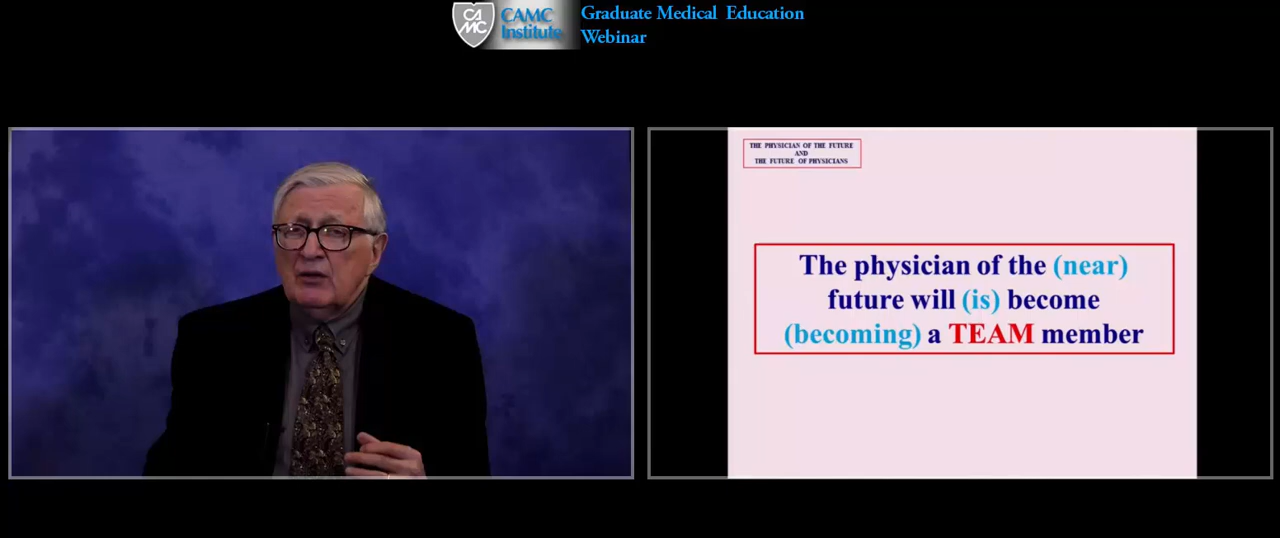 CAMC
CAMC
Institute
Graduate Medical Education
Webinar
THE PHYSICIAN OF THE FUTURE
AND
THE FUTURE OF PHYSICIANS
The physician of the (near)
future will (is) become
(becoming) a TEAM member